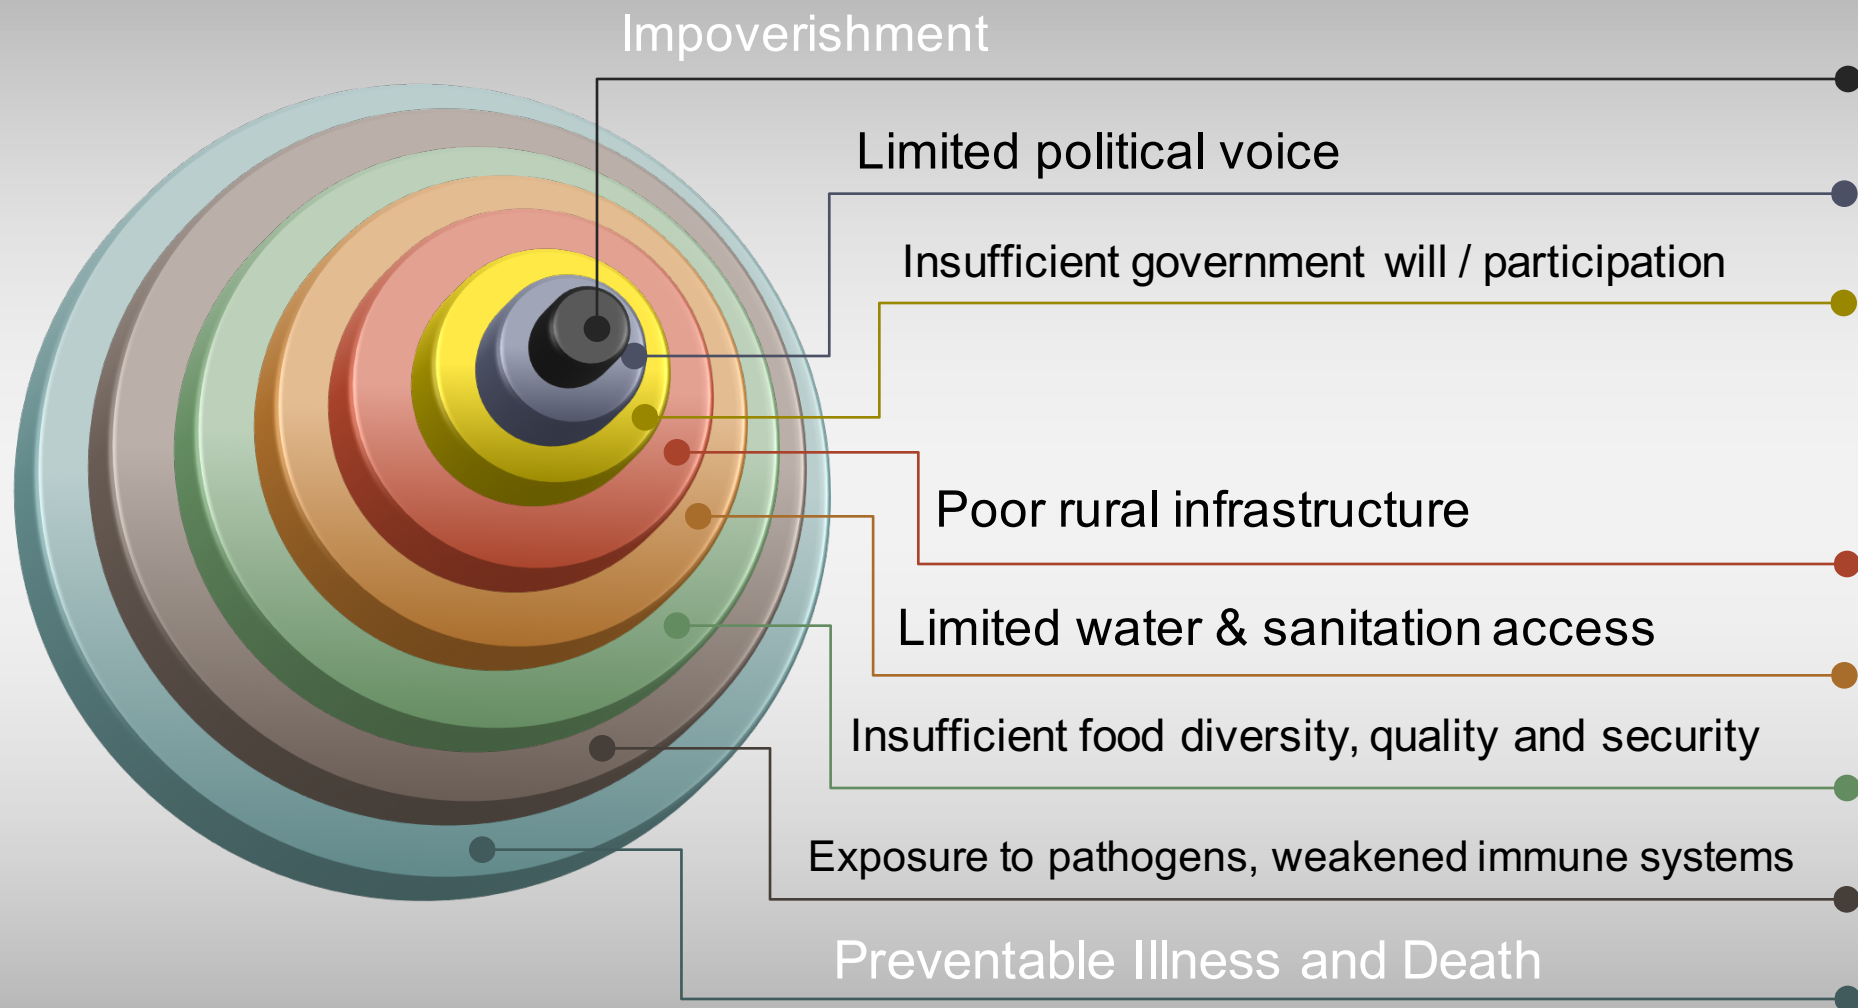 Impoverishment
Limited political voice
Insufficient government will / participation
Poor rural infrastructure
Limited water & sanitation access
Insufficient food diversity, quality and security
Exposure to pathogens, weakened immune systems
Preventable Illness and Death